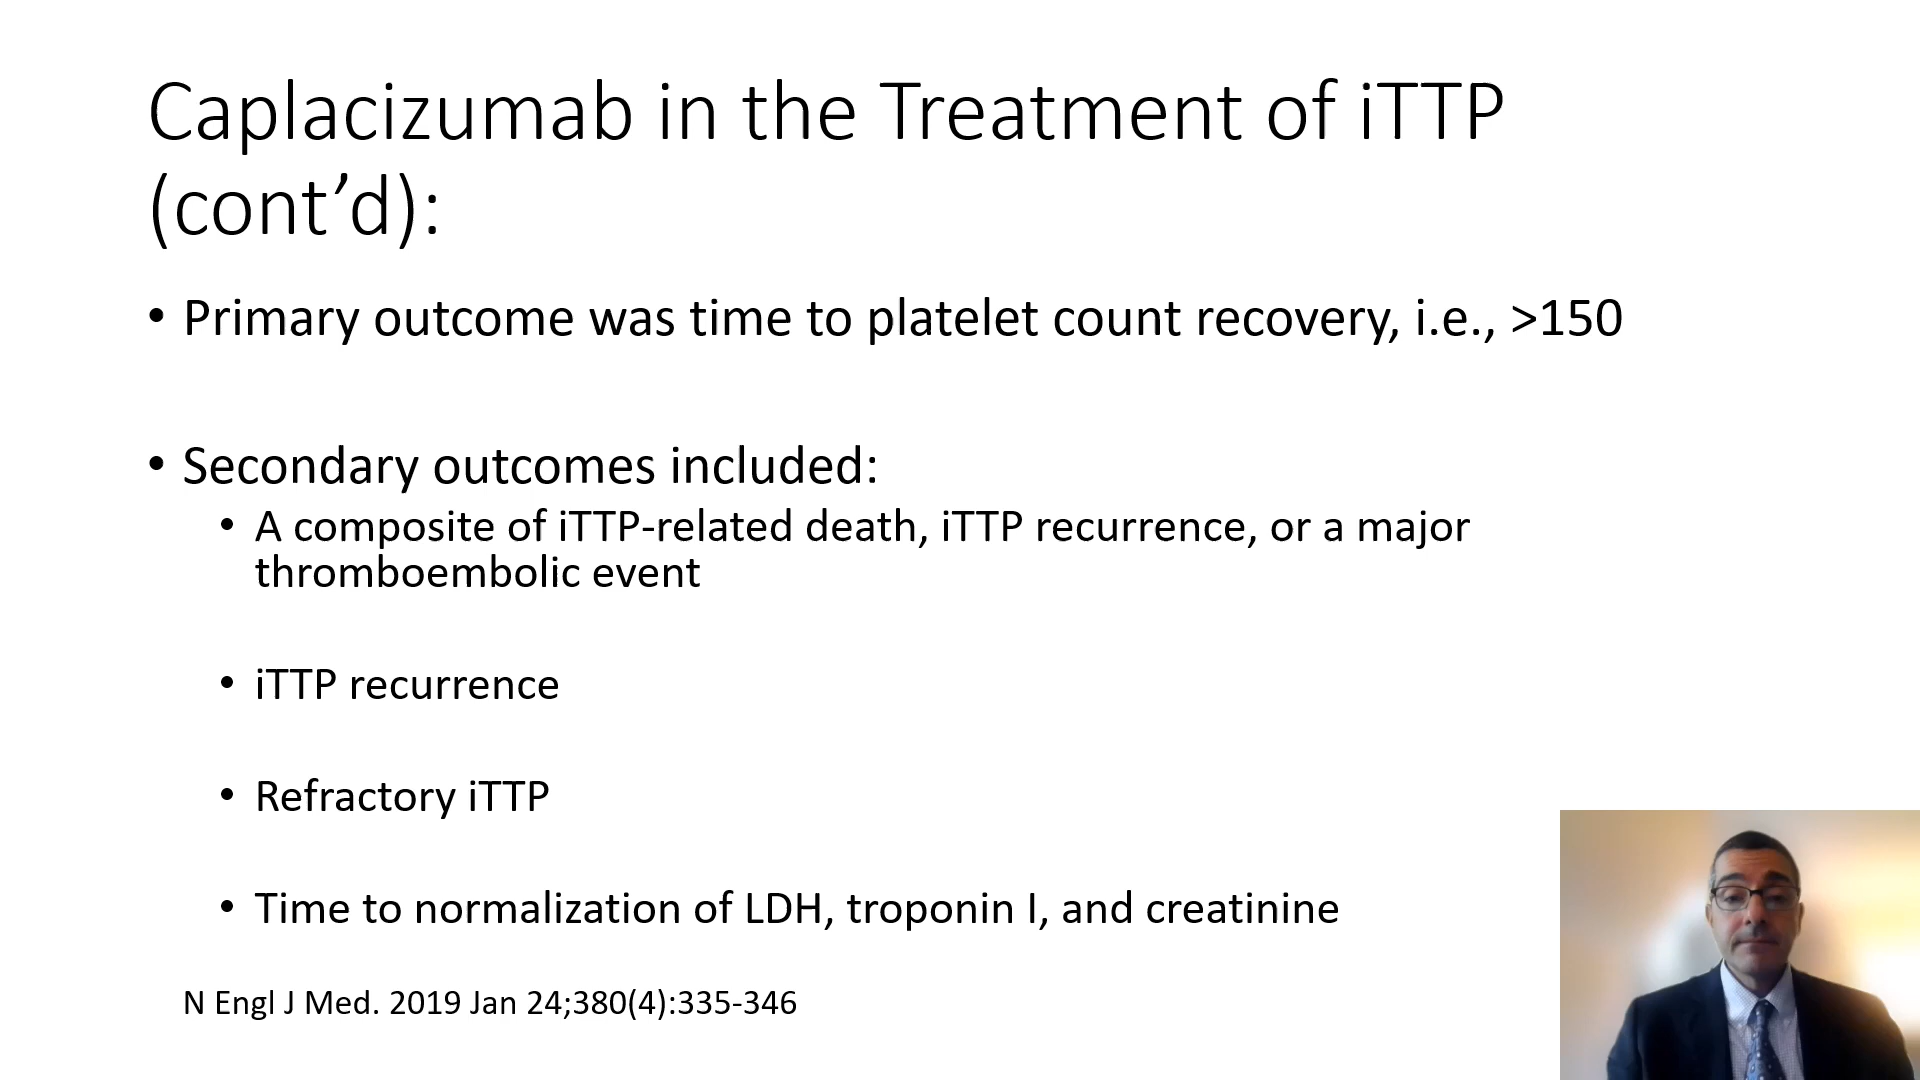 Caplacizumab in the Treatment of iTTP
(cont’d):
• Primary outcome was time to platelet count recovery, i.e., >150
• Secondary outcomes included:
• A composite of iTTP-related death, iTTP recurrence, or a major
thromboembolic event
• iTTP recurrence
• Refractory iTTP
• Time to normalization of LDH, troponin I, and creatinine
N Engl J Med. 2019 Jan 24;380(4):335-346